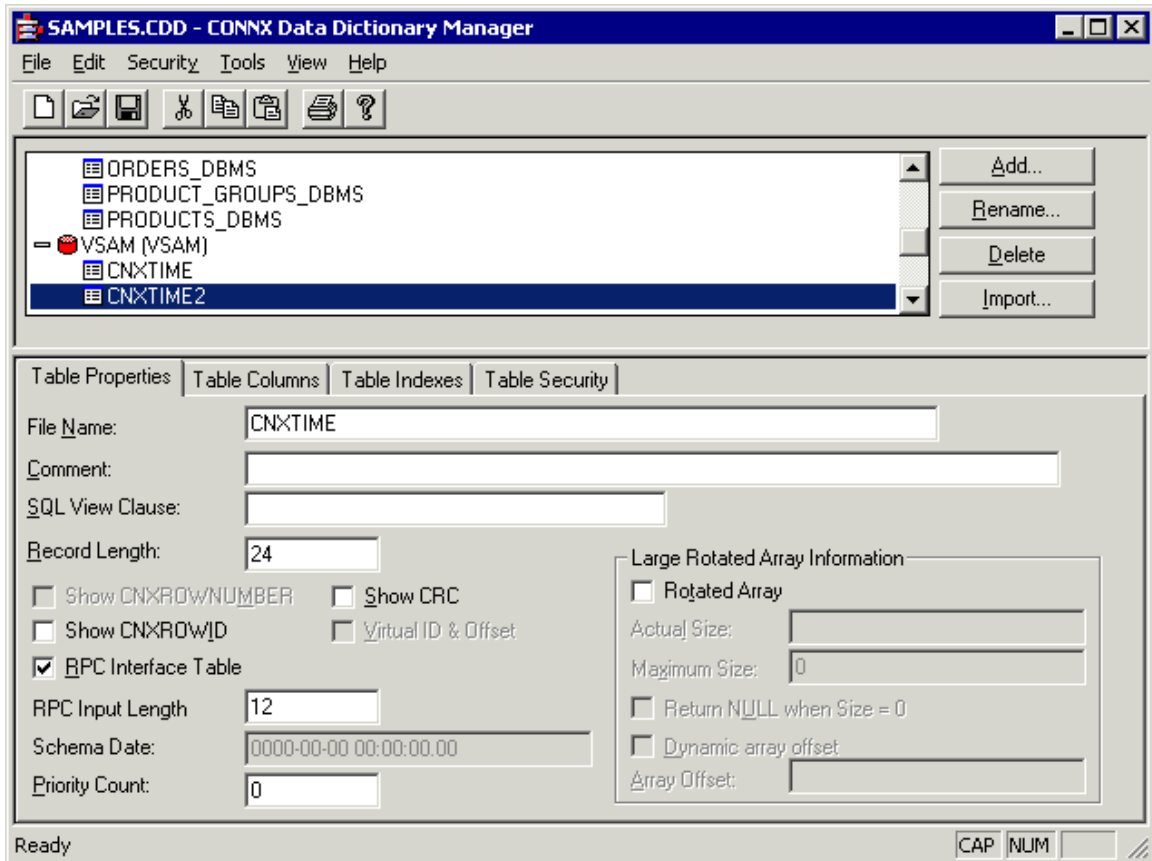 SAMPLES.CDD - CONNX Data Dictionary Manager
File Edit Security Tools View Help
ORDERS_DBMS
PRODUCT_GROUPS_DBMS
PRODUCTS_DBMS
VSAM (VSAM)
CNXTIME
CNXTIME2
Add...
Rename...
Delete
Import...
Table Properties Table Columns Table Indexes Table Security
File Name: CNXTIME
Comment:
SQL View Clause:
Record Length: 24
Show CNXROWNUMBER Show CRC
Show CNXROWID Virtual ID & Offset
RPC Interface Table
RPC Input Length 12
Schema Date: 0000-00-00 00:00:00.00
Priority Count: 0
Large Rotated Array Information
Rotated Array
Actual Size:
Maximum Size: 0
Return NULL when Size = 0
Dynamic array offset
Array Offset:
Ready CAP NUM